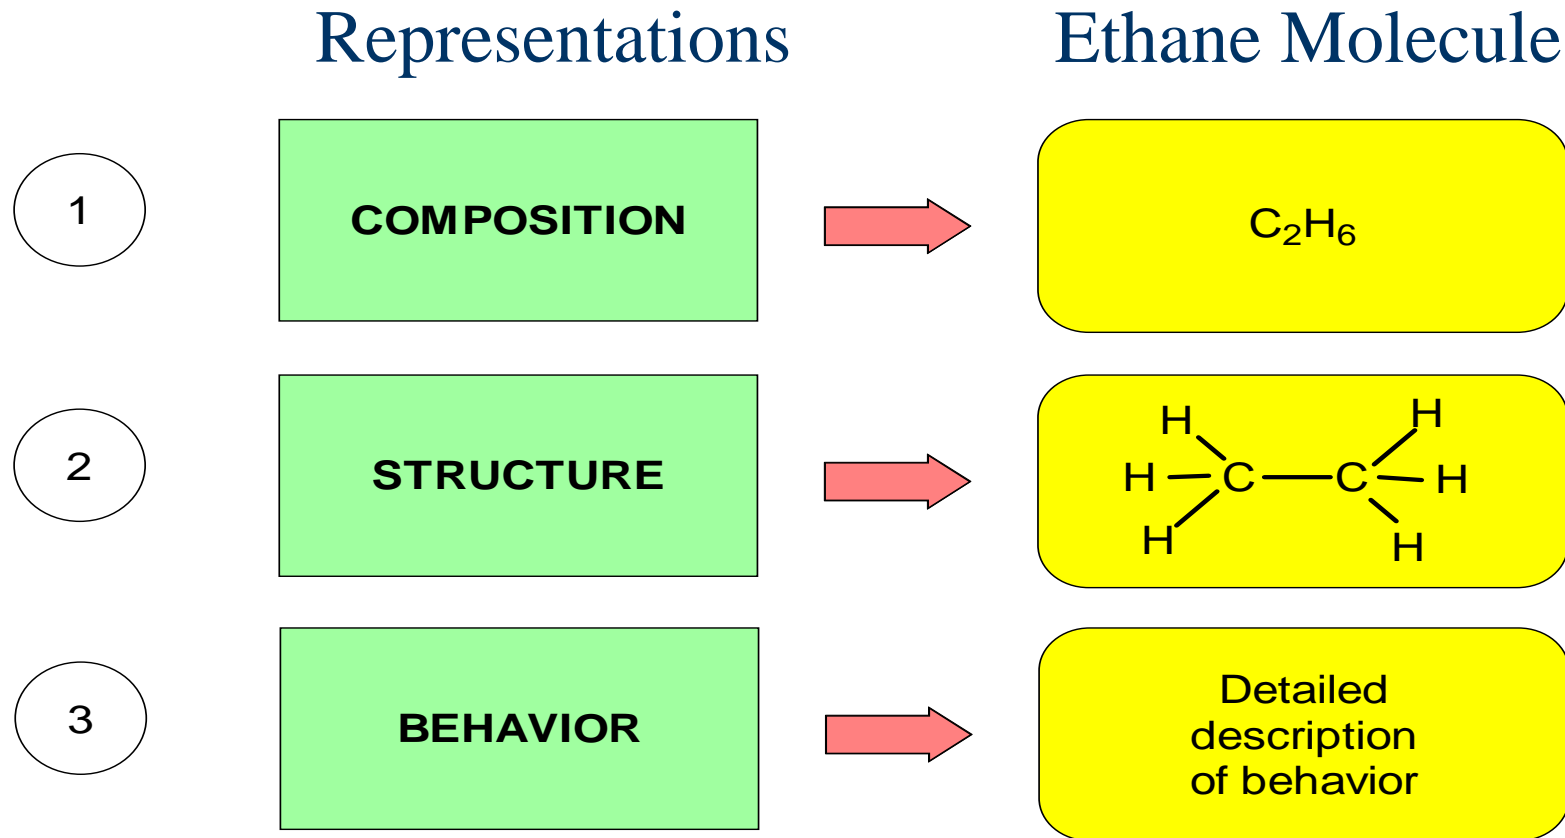 Representations
Ethane Molecule
1
COMPOSITION
C₂H₆
2
STRUCTURE
H H
H C C H
H H
3
BEHAVIOR
Detailed
description
of behavior